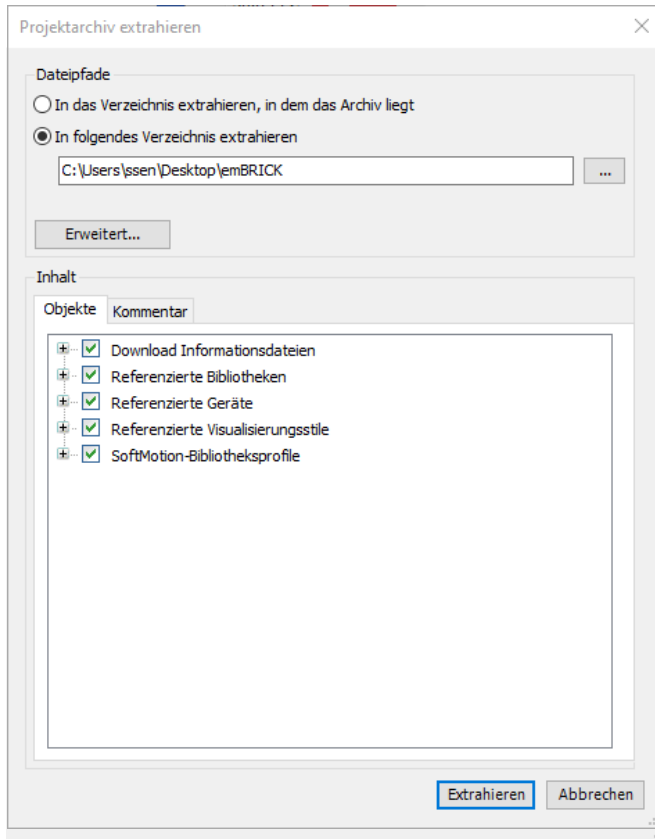 Projektarchiv extrahieren
Dateipfade
In das Verzeichnis extrahieren, in dem das Archiv liegt
In folgendes Verzeichnis extrahieren
C:\Users\ssen\Desktop\emBRICK
...
Erweitert...
Inhalt
Objekte Kommentar
Download Informationsdateien
Referenzierte Bibliotheken
Referenzierte Geräte
Referenzierte Visualisierungsstile
SoftMotion-Bibliotheksprofile
Extrahieren Abbrechen